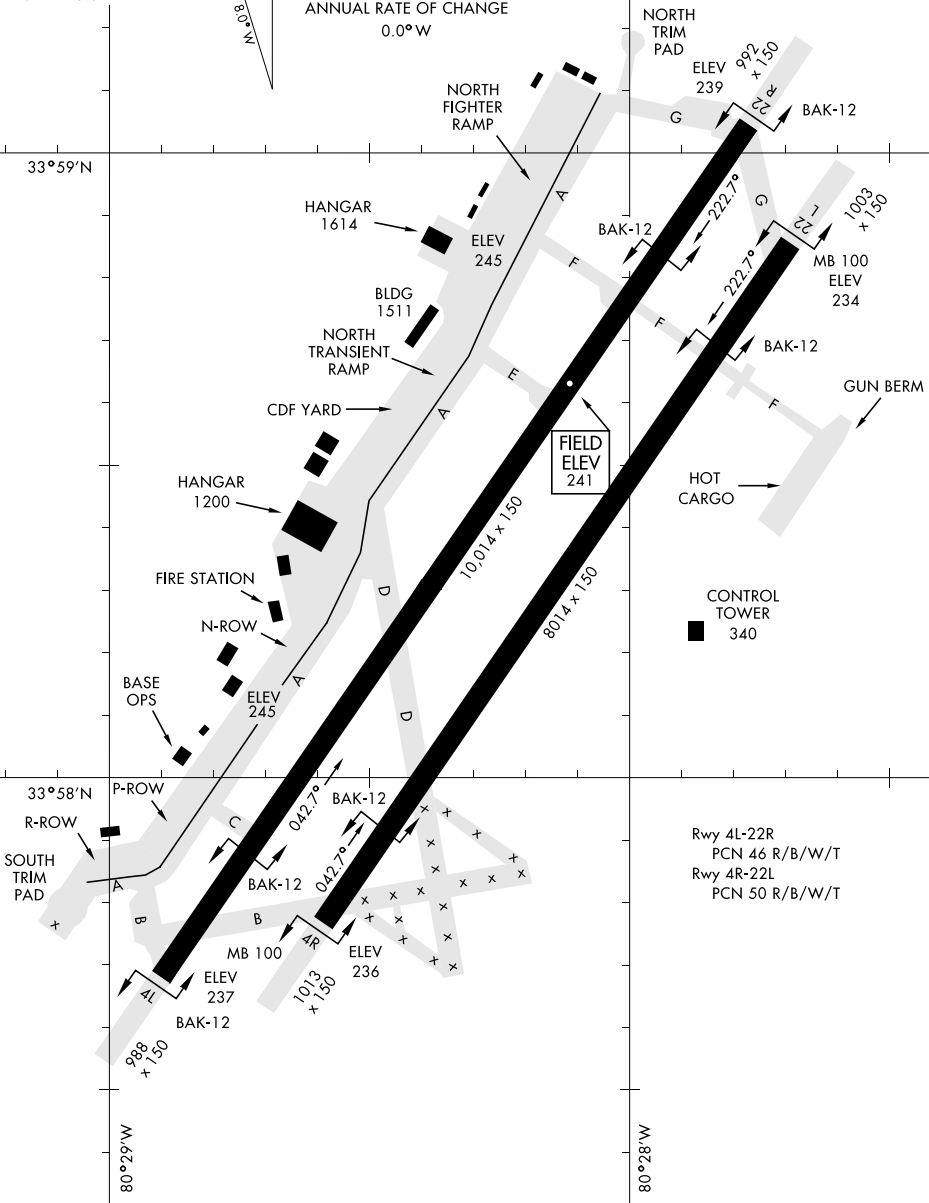 8.0° W
ANNUAL RATE OF CHANGE
0.0° W
NORTH
TRIM
PAD
992
x 150
ELEV
239
22 R
BAK-12
NORTH
FIGHTER
RAMP
G
33°59'N
A
G
222.7°
1003
x 150
HANGAR
1614
ELEV
245
BAK-12
22 L
MB 100
ELEV
234
F
222.7°
BLDG
1511
F
BAK-12
NORTH
TRANSIENT
RAMP
E
GUN BERM
CDF YARD
A
F
FIELD
ELEV
241
HOT
CARGO
HANGAR
1200
10,014 x 150
FIRE STATION
D
8014 x 150
CONTROL
TOWER
340
N-ROW
A
BASE
OPS
ELEV
245
D
33°58'N
P-ROW
042.7°
BAK-12
R-ROW
C
Rwy 4L-22R
PCN 46 R/B/W/T
Rwy 4R-22L
PCN 50 R/B/W/T
SOUTH
TRIM
PAD
A
BAK-12
042.7°
x
B
B
x x x x x x x x x x x x x x x x
MB 100
4R
ELEV
236
ELEV
237
4L
1013
x 150
BAK-12
988
x 150
80°29'W
80°28'W